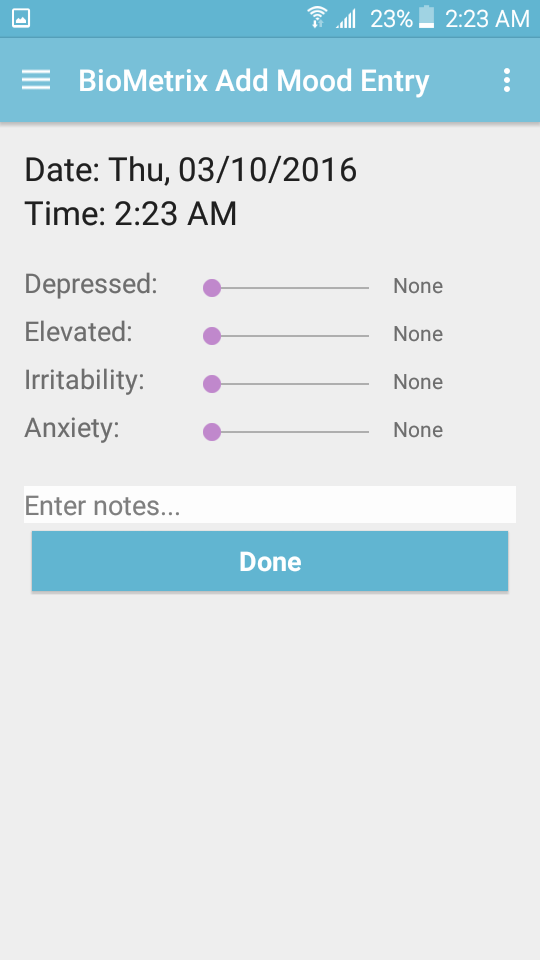 23% 2:23 AM
BioMetrix Add Mood Entry
Date: Thu, 03/10/2016
Time: 2:23 AM
Depressed: None
Elevated: None
Irritability: None
Anxiety: None
Enter notes...
Done